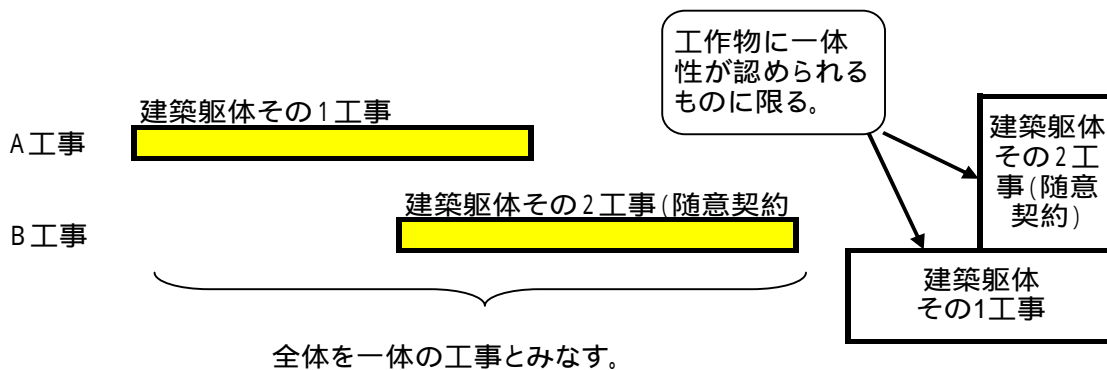 工作物に一体
性が認められる
ものに限る。
建築躯体その1工事
A工事
建築躯体その2工事(随意契約
B工事
全体を一体の工事とみなす。
建築躯体
その2工
事(随意
契約)
建築躯体
その1工事